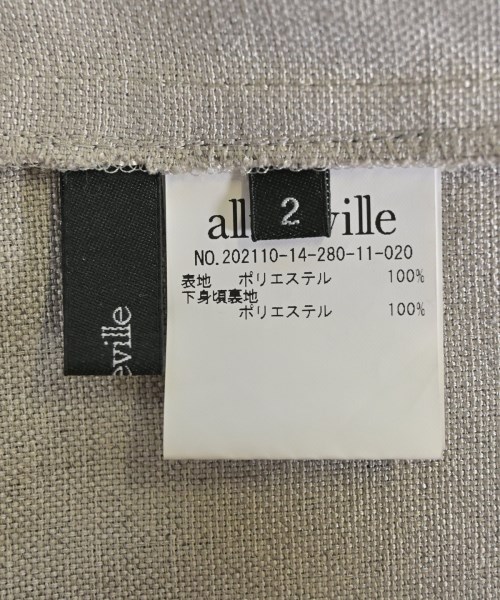 2
all ville
NO.202110-14-280-11-020
表地 ポリエステル 100%
下身頃裏地
ポリエステル 100%
eville